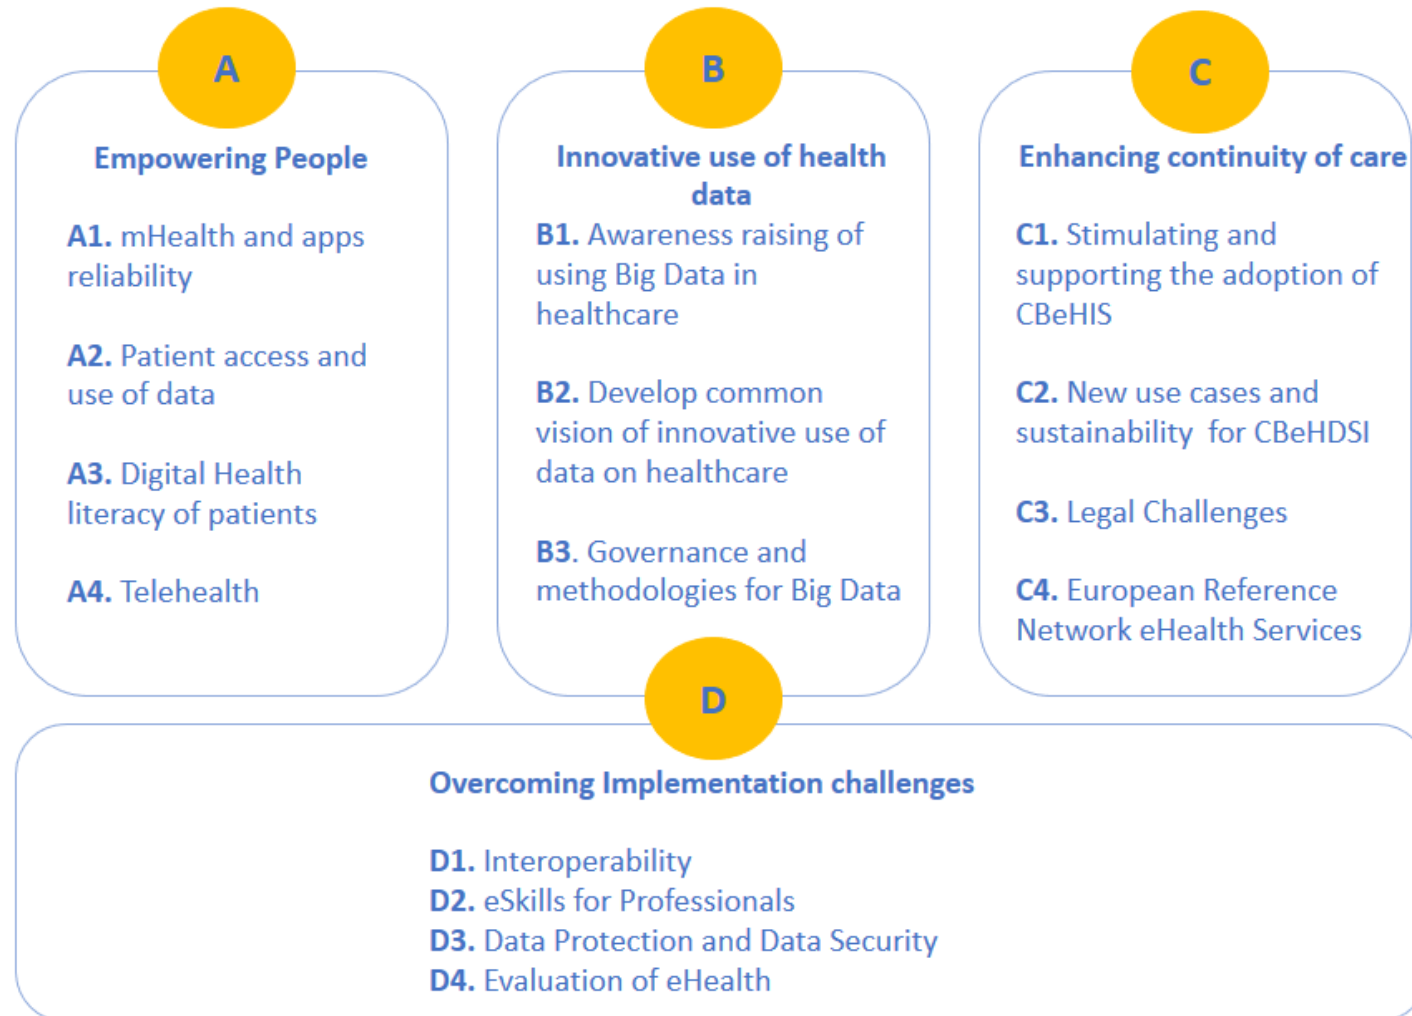 A
Empowering People
A1. mHealth and apps
reliability
A2. Patient access and
use of data
A3. Digital Health
literacy of patients
A4. Telehealth
B
Innovative use of health
data
B1. Awareness raising of
using Big Data in
healthcare
B2. Develop common
vision of innovative use of
data on healthcare
B3. Governance and
methodologies for Big Data
C
Enhancing continuity of care
C1. Stimulating and
supporting the adoption of
CBeHIS
C2. New use cases and
sustainability  for CBeHDSI
C3. Legal Challenges
C4. European Reference
Network eHealth Services
D
Overcoming Implementation challenges
D1. Interoperability
D2. eSkills for Professionals
D3. Data Protection and Data Security
D4. Evaluation of eHealth